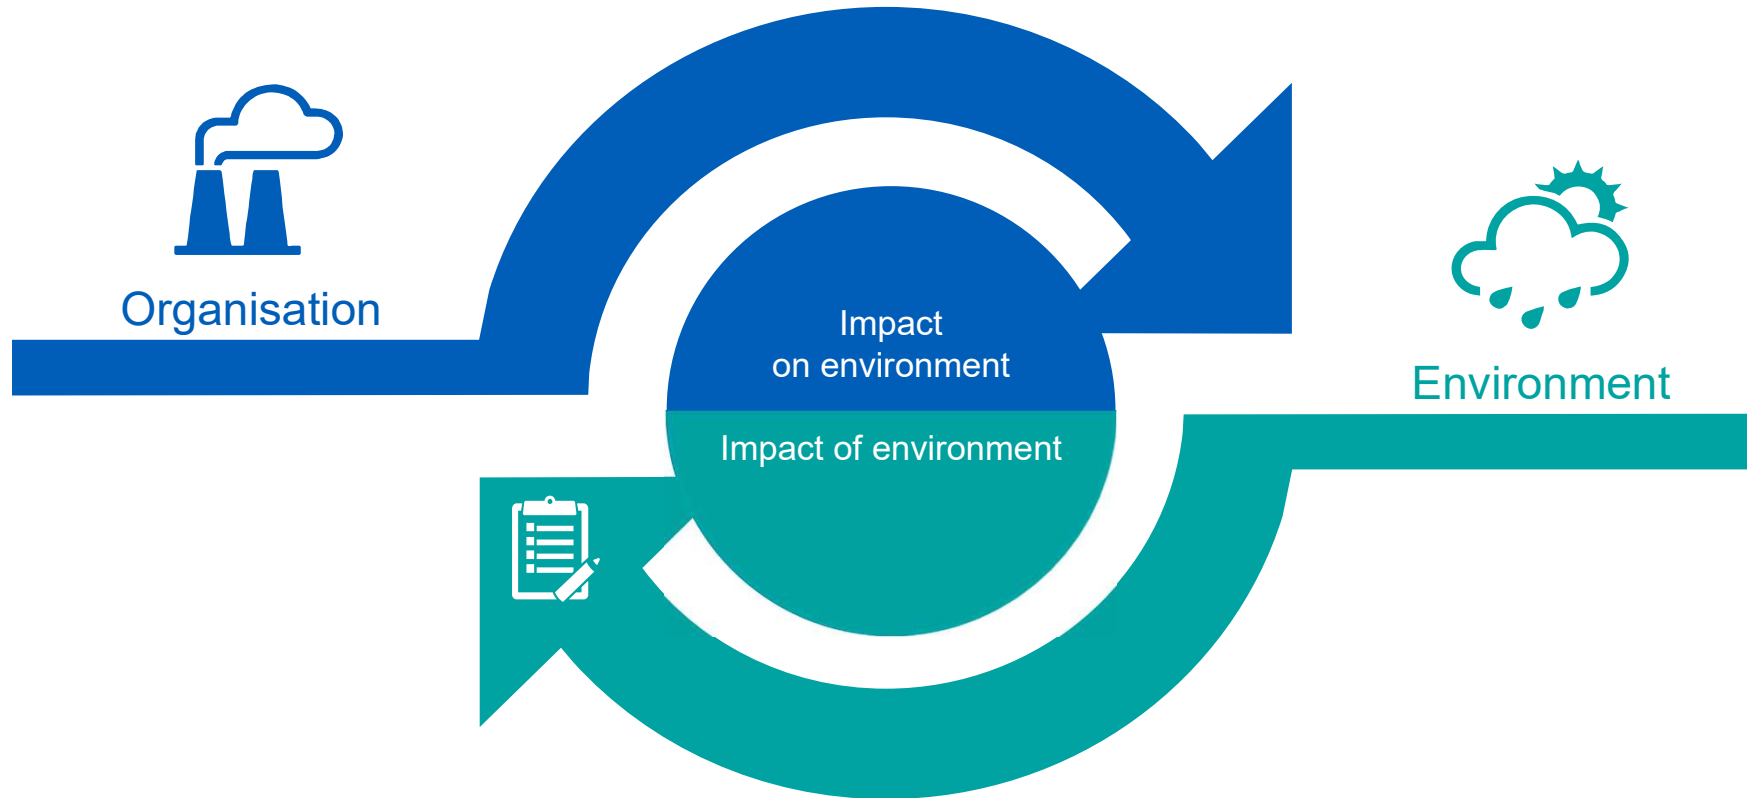 Organisation
Impact
on environment
Environment
Impact of environment